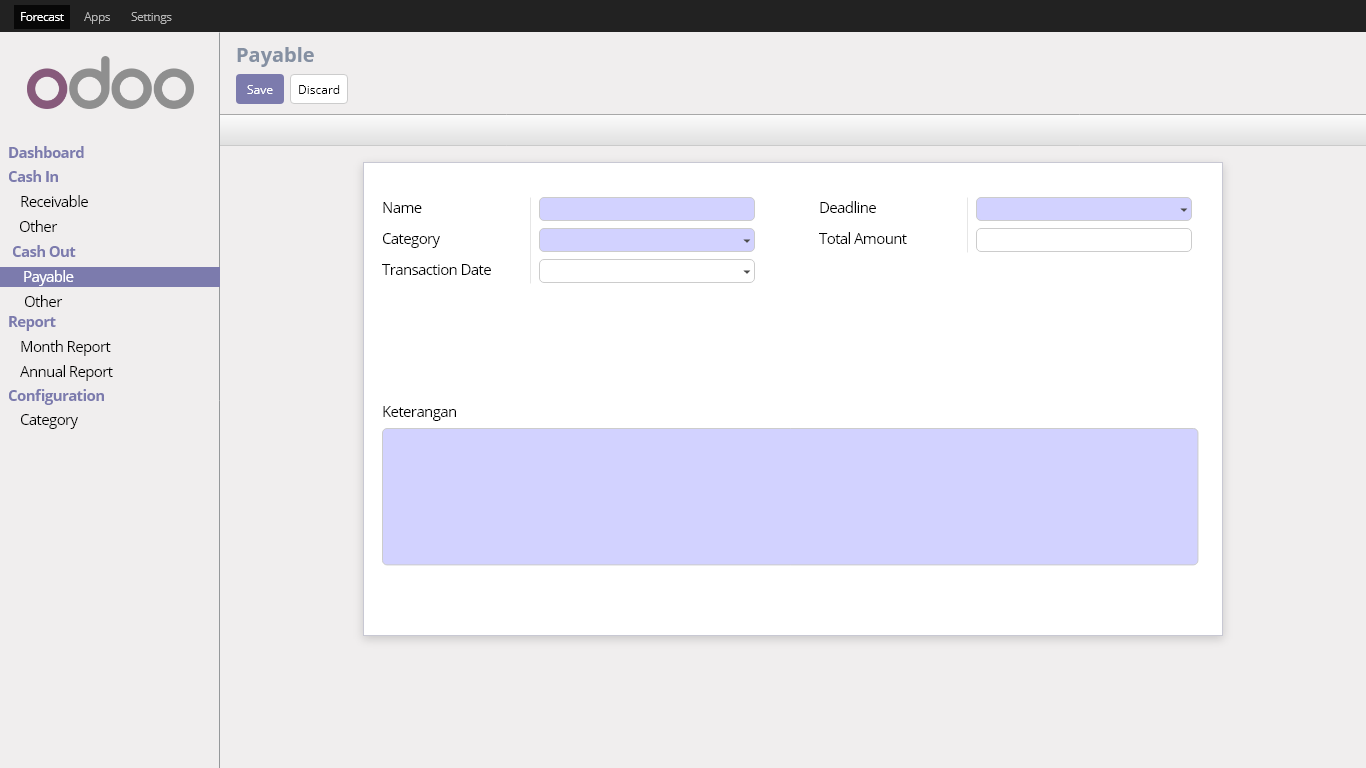 Forecast Apps Settings
odoo
Payable
Save Discard
Dashboard
Cash In
Receivable
Other
Cash Out
Payable
Other
Report
Month Report
Annual Report
Configuration
Category
Name
Category
Transaction Date
Deadline
Total Amount
Keterangan